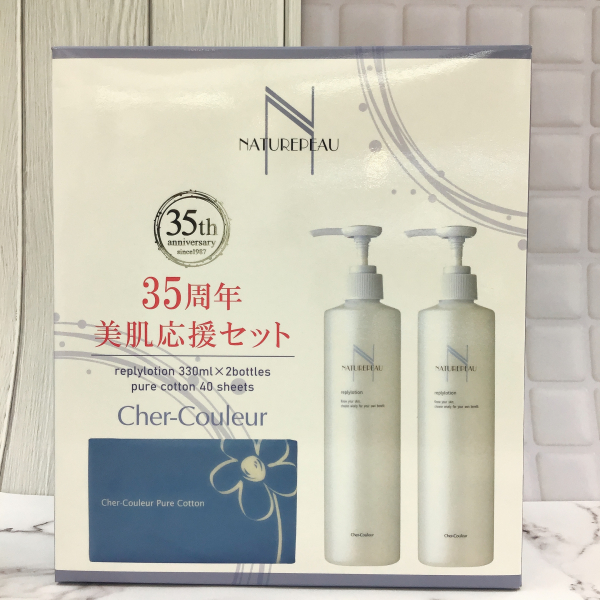 N
NATUREPEAU
35th
anniversary
since1987
35周年
美肌応援セット
replylotion 330ml×2bottles
pure cotton 40 sheets
Cher-Couleur
Cher-Couleur Pure Cotton
N
NATUREPEAU
replylotion
Cher-Couleur
N
NATUREPEAU
replylotion
Cher-Couleur